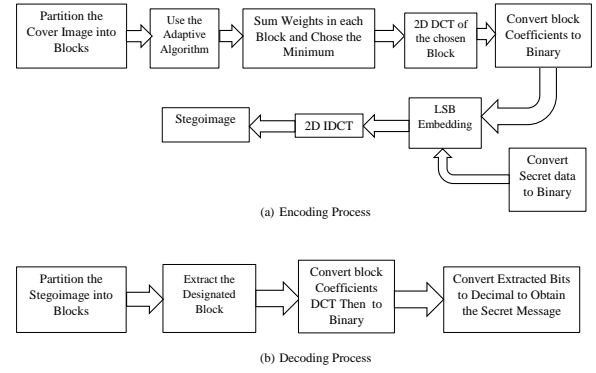 Partition the
Cover Image into
Blocks
Use the
Adaptive
Algorithm
Sum Weights in each
Block and Chose the
Minimum
2D DCT of
the chosen
Block
Convert block
Coefficients to
Binary
Stegoimage
2D IDCT
LSB
Embedding
Convert
Secret data
to Binary
(a) Encoding Process
Partition the
Stegoimage into
Blocks
Extract the
Designated
Block
Convert block
Coefficients
DCT Then to
Binary
Convert Extracted Bits
to Decimal to Obtain
the Secret Message
(b) Decoding Process